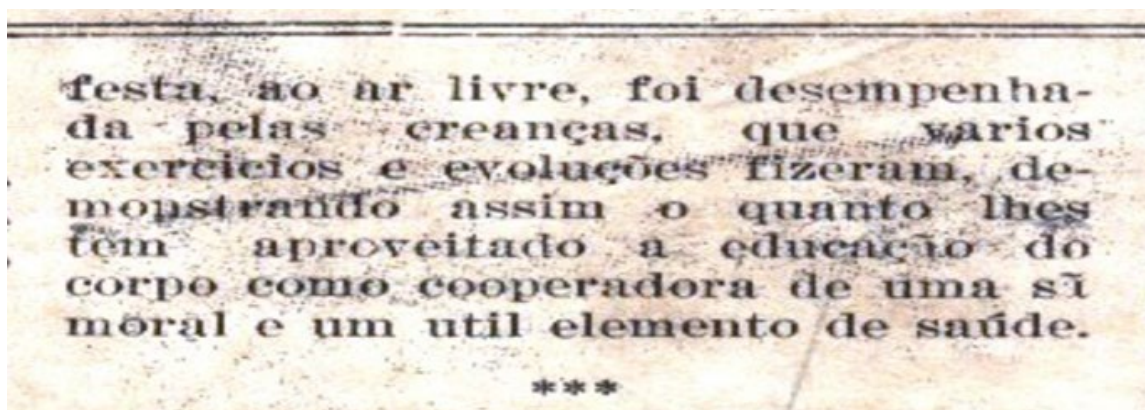 festa, ao ar livre, foi desempenha-
da pelas creanças, que varios
exercicios e evoluções fizeram, de-
monstrando assim o quanto lhes
têm aproveitado a educação do
corpo como cooperadora de uma sã
moral e um util elemento de saúde.
***